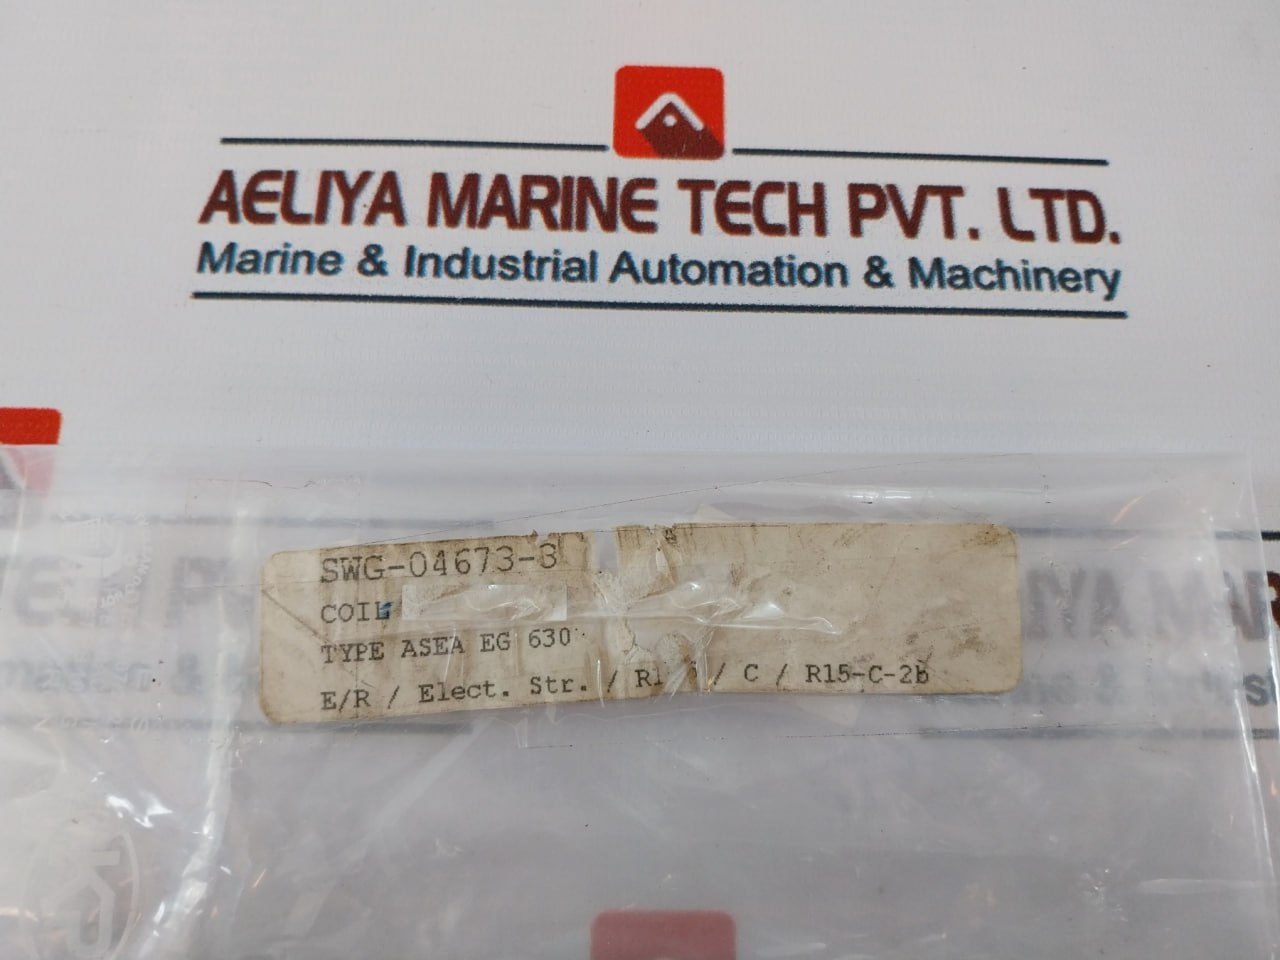 AELIYA MARINE TECH PVT. LTD.
Marine & Industrial Automation & Machinery
SWG-04673-3
COIL
TYPE ASEA EG 630
E/R / Elect. Str. / / C / R15-C-2b